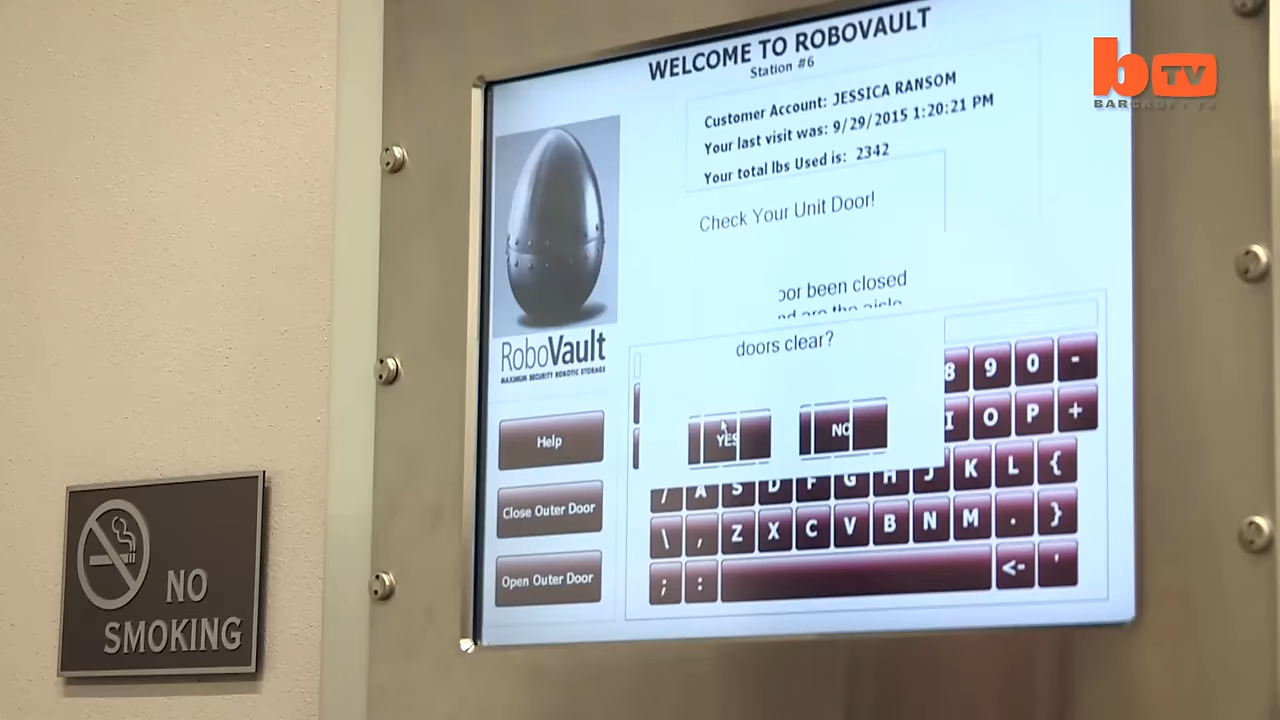 WELCOME TO ROBOVAULT
Station #6
Customer Account: JESSICA RANSOM
Your last visit was: 9/29/2015 1:20:21 PM
Your total lbs Used is: 2342
Check Your Unit Door!
been closed
doors clear?
YES
NO
RoboVault
MAXIMUM SECURITY ROBOTIC STORAGE
Help
Close Outer Door
Open Outer Door
8 9 0 -
I O P +
/ A S D F G H J K L {
\ , Z X C V B N M . }
; : <- '
NO
SMOKING
b TV
BARCROFT TV